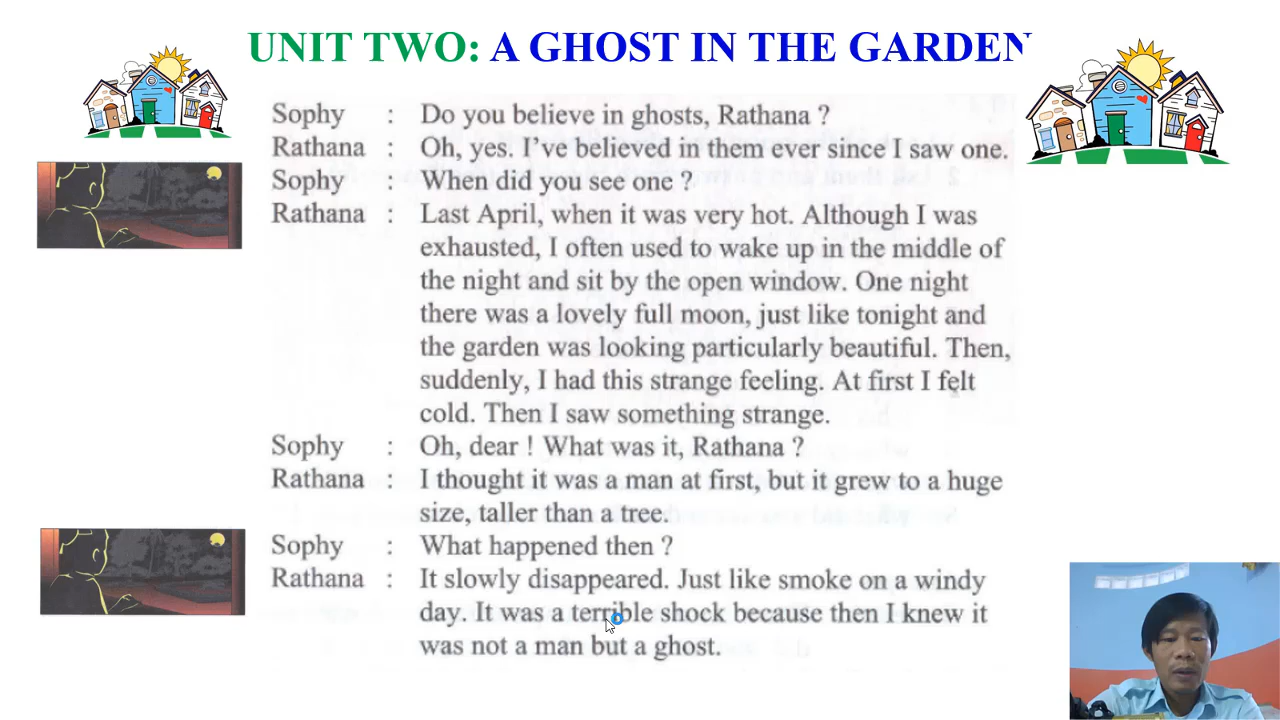 UNIT TWO: A GHOST IN THE GARDEN
Sophy : Do you believe in ghosts, Rathana ?
Rathana : Oh, yes. I've believed in them ever since I saw one.
Sophy : When did you see one ?
Rathana : Last April, when it was very hot. Although I was
exhausted, I often used to wake up in the middle of
the night and sit by the open window. One night
there was a lovely full moon, just like tonight and
the garden was looking particularly beautiful. Then,
suddenly, I had this strange feeling. At first I felt
cold. Then I saw something strange.
Sophy : Oh, dear ! What was it, Rathana ?
Rathana : I thought it was a man at first, but it grew to a huge
size, taller than a tree.
Sophy : What happened then ?
Rathana : It slowly disappeared. Just like smoke on a windy
day. It was a terrible shock because then I knew it
was not a man but a ghost.